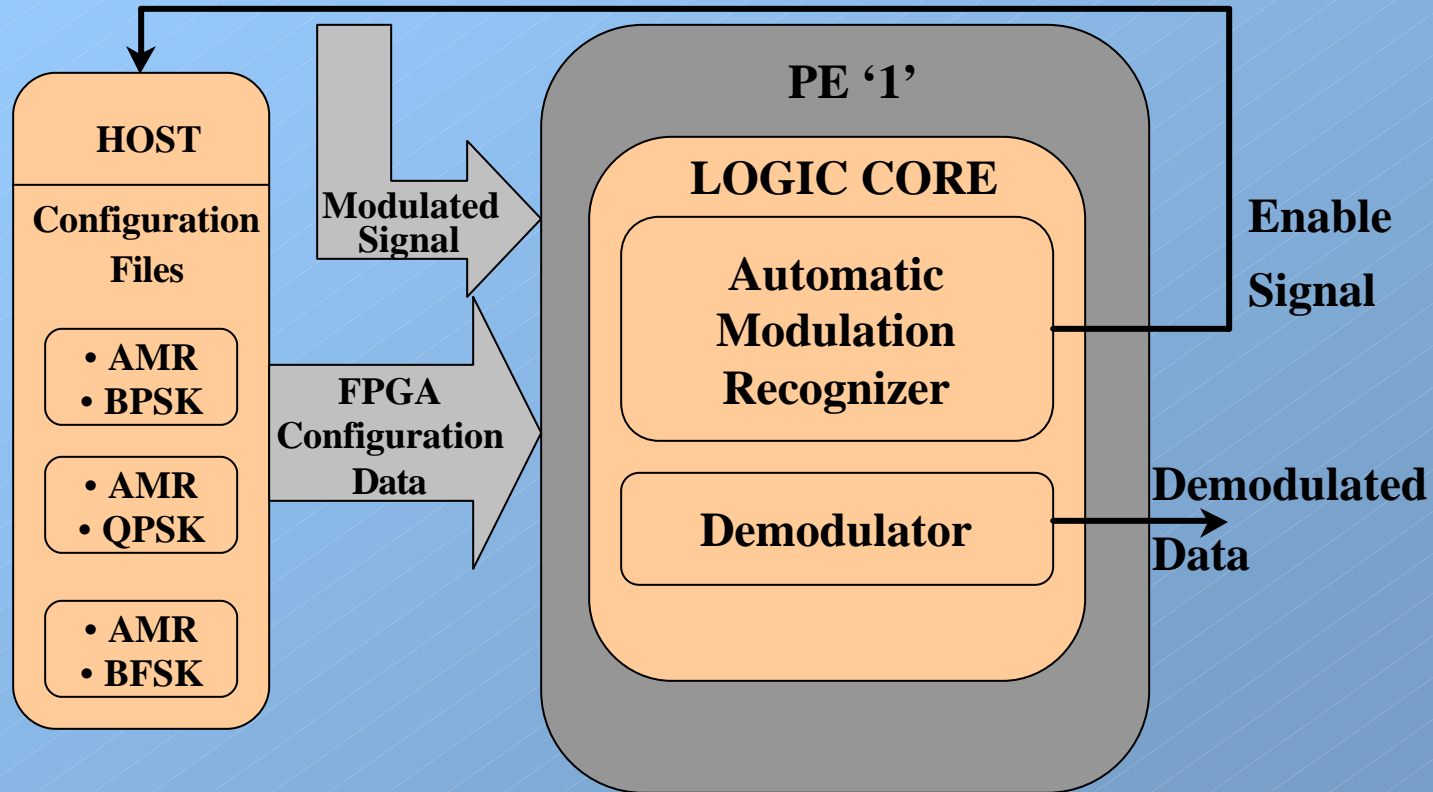 HOST
Configuration
Files
• AMR
• BPSK
• AMR
• QPSK
• AMR
• BFSK
Modulated
Signal
FPGA
Configuration
Data
PE ‘1’
LOGIC CORE
Automatic
Modulation
Recognizer
Demodulator
Enable
Signal
Demodulated
Data